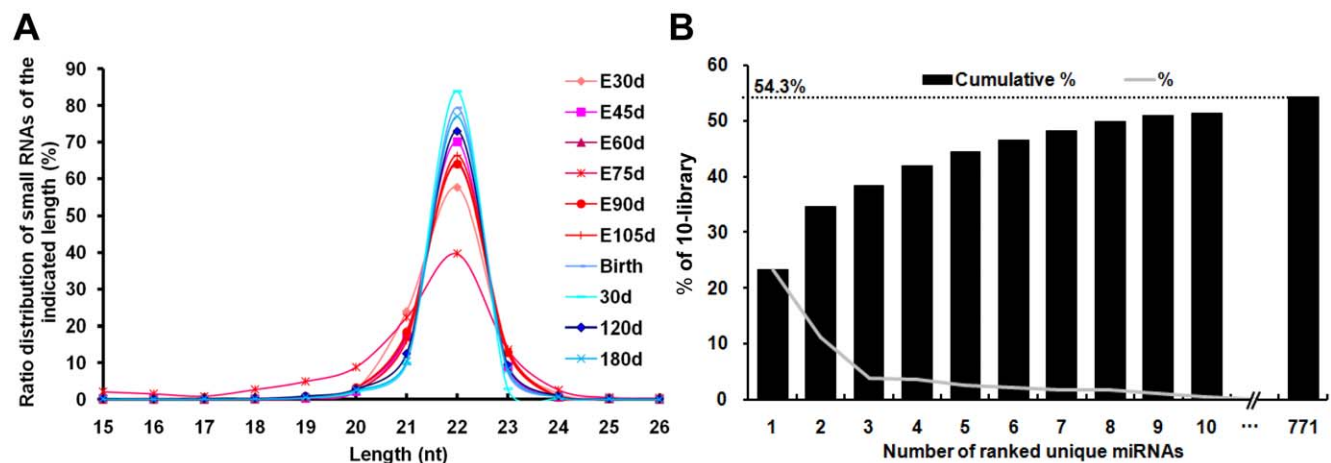 A
Ratio distribution of small RNAs of the
indicated length (%)
90
80
70
60
50
40
30
20
10
0
15 16 17 18 19 20 21 22 23 24 25 26
Length (nt)
E30d
E45d
E60d
E75d
E90d
E105d
Birth
30d
120d
180d
B
% of 10-library
60
50
40
30
20
10
0
54.3%
Cumulative % %
1 2 3 4 5 6 7 8 9 10 ... 771
Number of ranked unique miRNAs